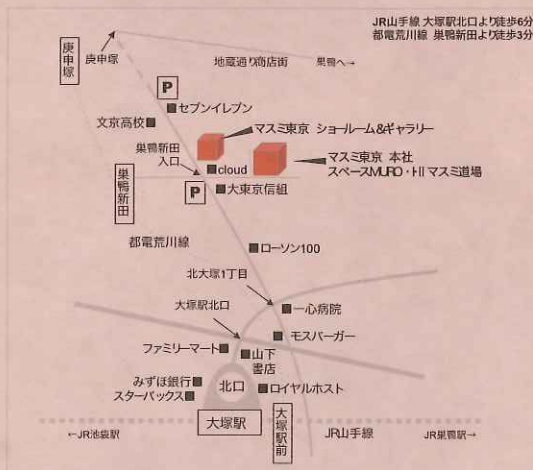 JR山手線 大塚駅北口より徒歩6分
都電荒川線 巣鴨新田より徒歩3分
庚申塚
庚申塚
地蔵通り商店街
巣鴨へ→
P
セブンイレブン
文京高校
マスミ東京 ショールーム&ギャラリー
巣鴨新田
入口
マスミ東京 本社
スペースMURO・トII マスミ道場
cloud
巣鴨新田
P
大東京信組
都電荒川線
ローソン100
北大塚1丁目
大塚駅北口
一心病院
モスバーガー
ファミリーマート
山下
書店
みずほ銀行
スターバックス
北口
ロイヤルホスト
大塚駅
大塚駅前
←JR池袋駅
JR山手線
JR巣鴨駅→